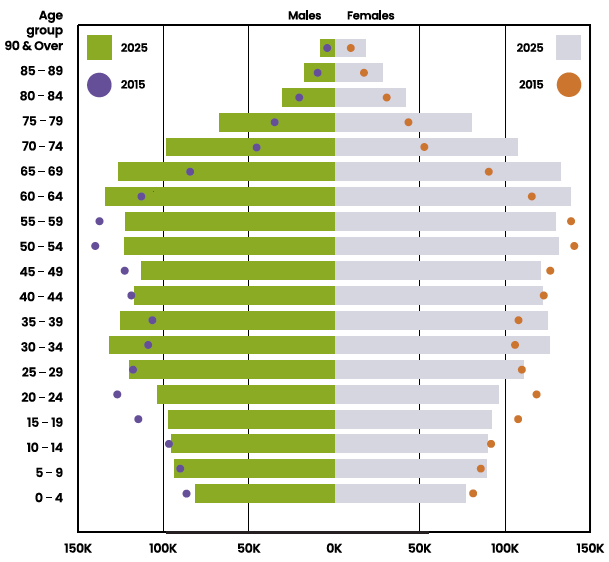 Age
group
Males Females
90 & Over
2025 2025
85 – 89
2015 2015
80 – 84
75 – 79
70 – 74
65 – 69
60 – 64
55 – 59
50 – 54
45 – 49
40 – 44
35 – 39
30 – 34
25 – 29
20 – 24
15 – 19
10 – 14
5 – 9
0 – 4
150K 100K 50K 0K 50K 100K 150K